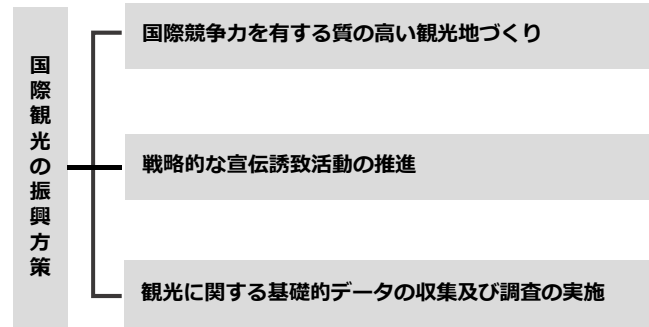 国際観光の振興方策
国際競争力を有する質の高い観光地づくり
戦略的な宣伝誘致活動の推進
観光に関する基礎的データの収集及び調査の実施